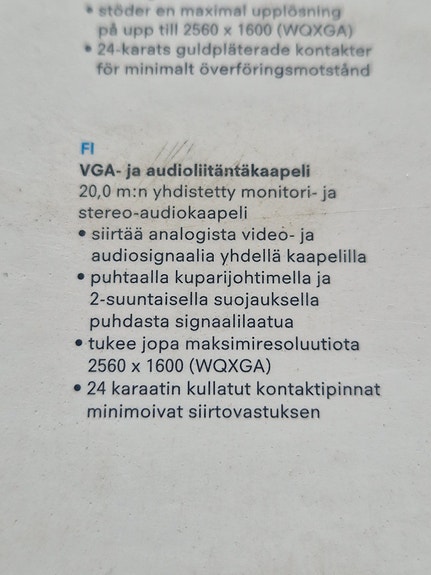 • stöder en maximal upplösning
på upp till 2560 x 1600 (WQXGA)
• 24-karats guldpläterade kontakter
för minimalt överföringsmotstånd
FI
VGA- ja audioliitäntäkaapeli
20,0 m:n yhdistetty monitori- ja
stereo-audiokaapeli
• siirtää analogista video- ja
audiosignaalia yhdellä kaapelilla
• puhtaalla kuparijohtimella ja
2-suuntaisella suojauksella
puhdasta signaalilaatua
• tukee jopa maksimiresoluutiota
2560 x 1600 (WQXGA)
• 24 karaatin kullatut kontaktipinnat
minimoivat siirtovastuksen